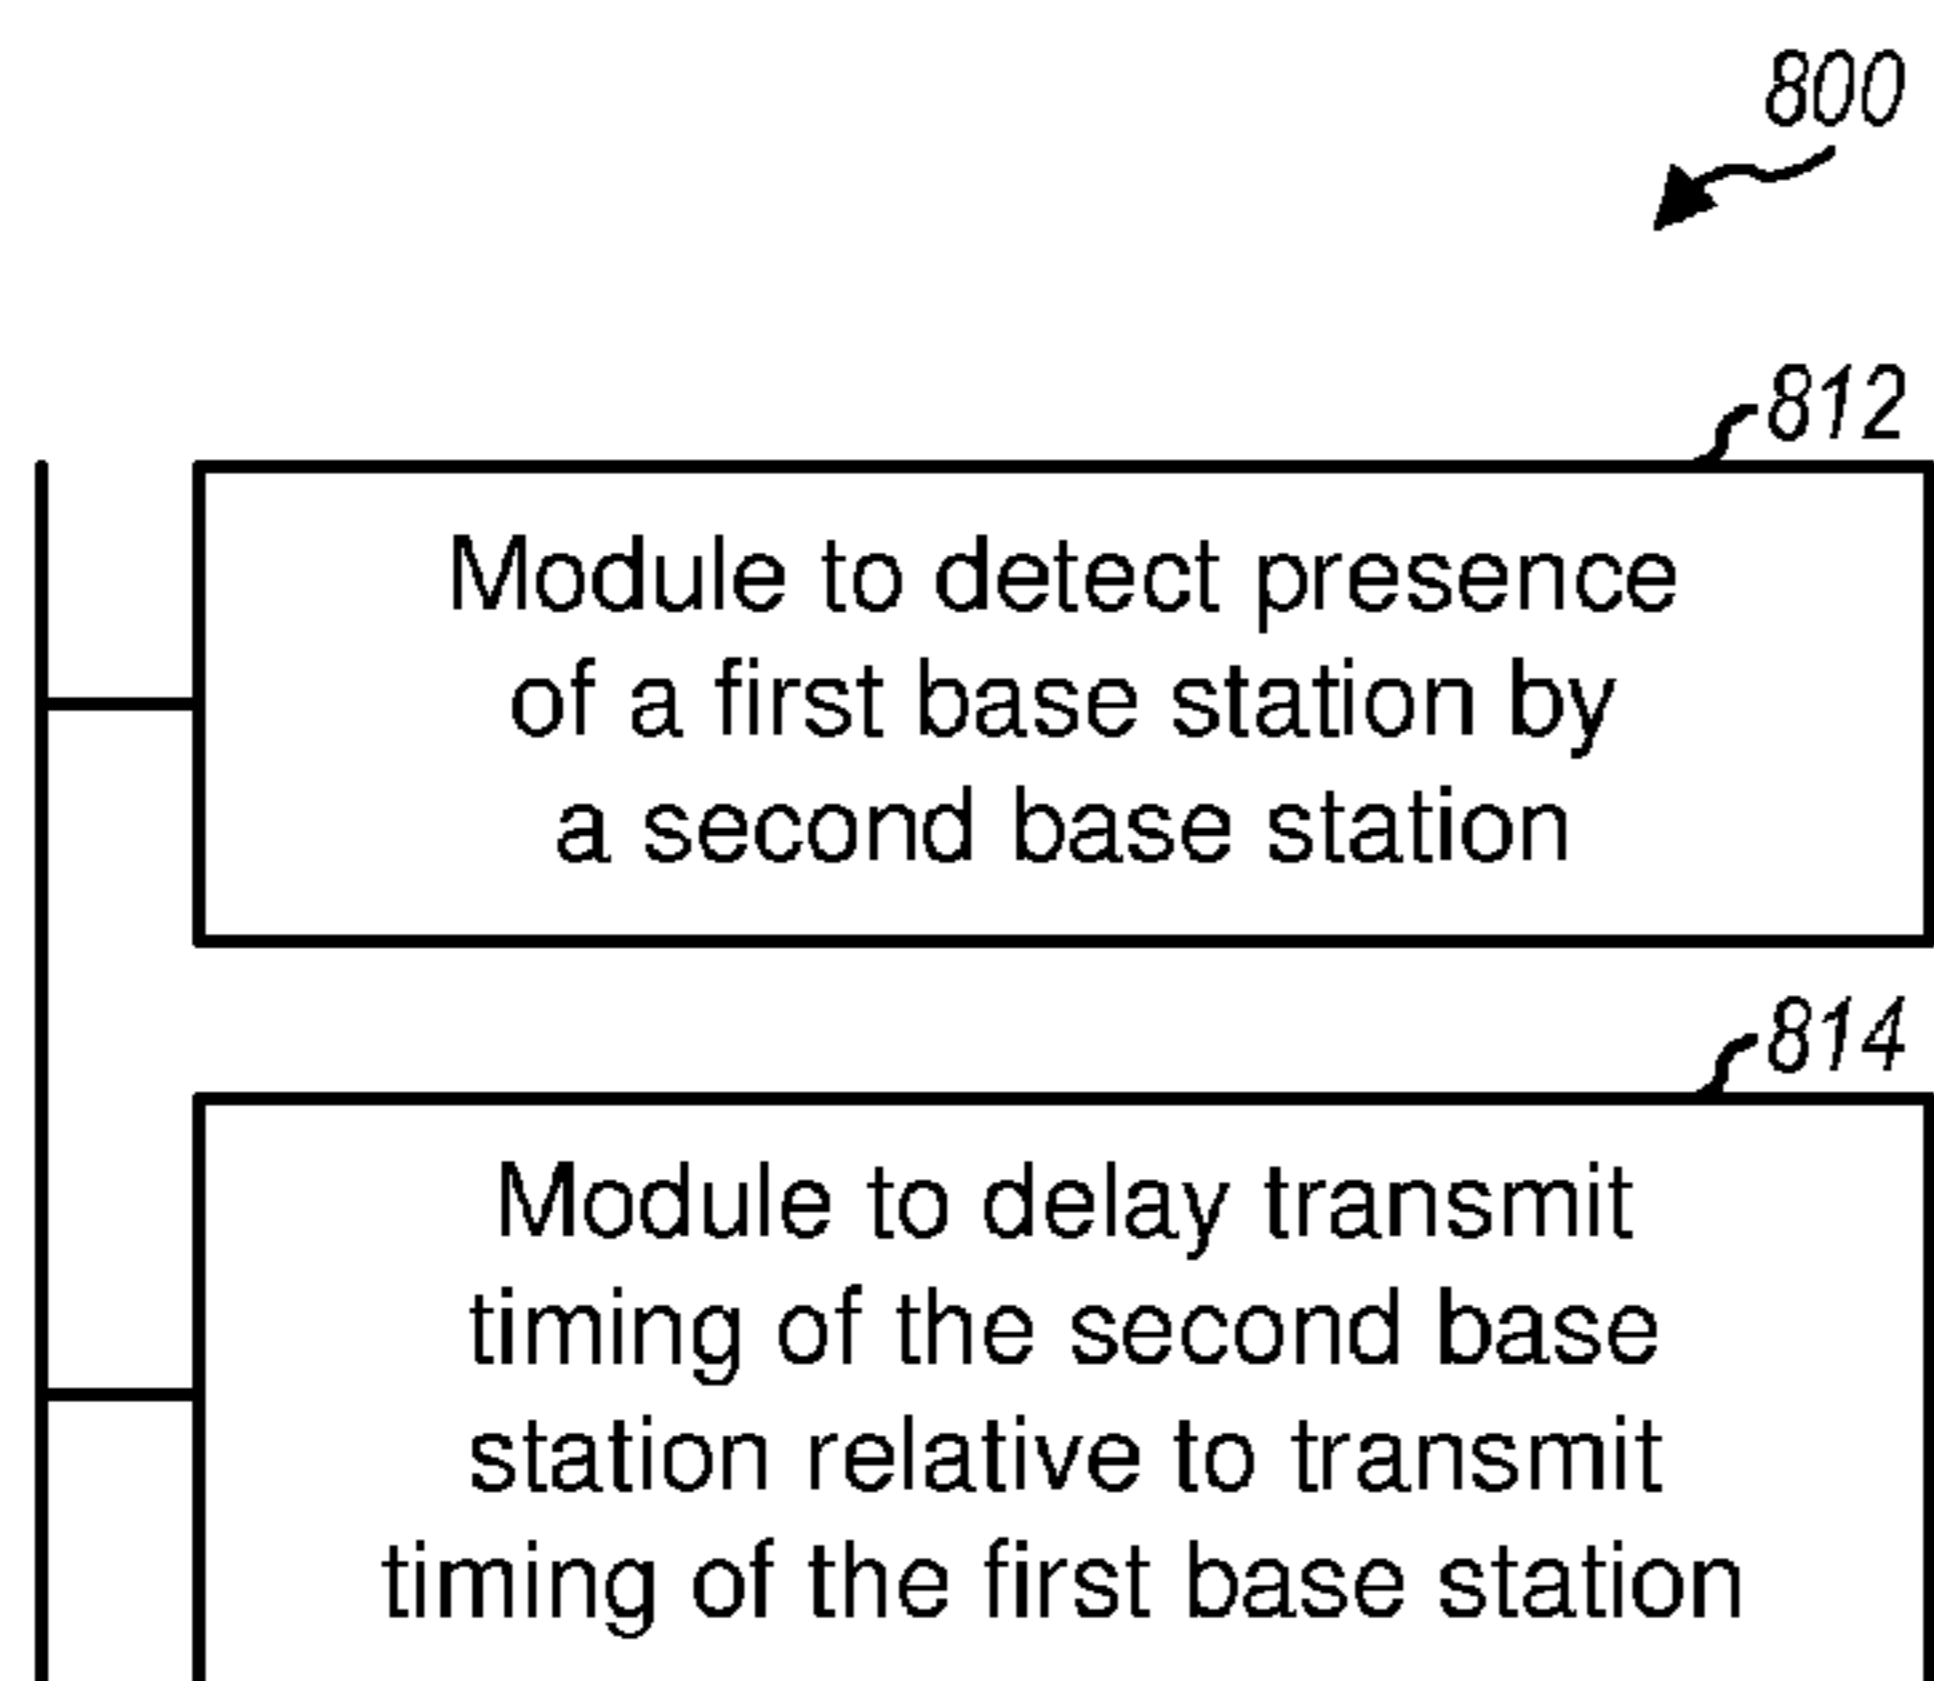 800
812
Module to detect presence
of a first base station by
a second base station
814
Module to delay transmit
timing of the second base
station relative to transmit
timing of the first base station